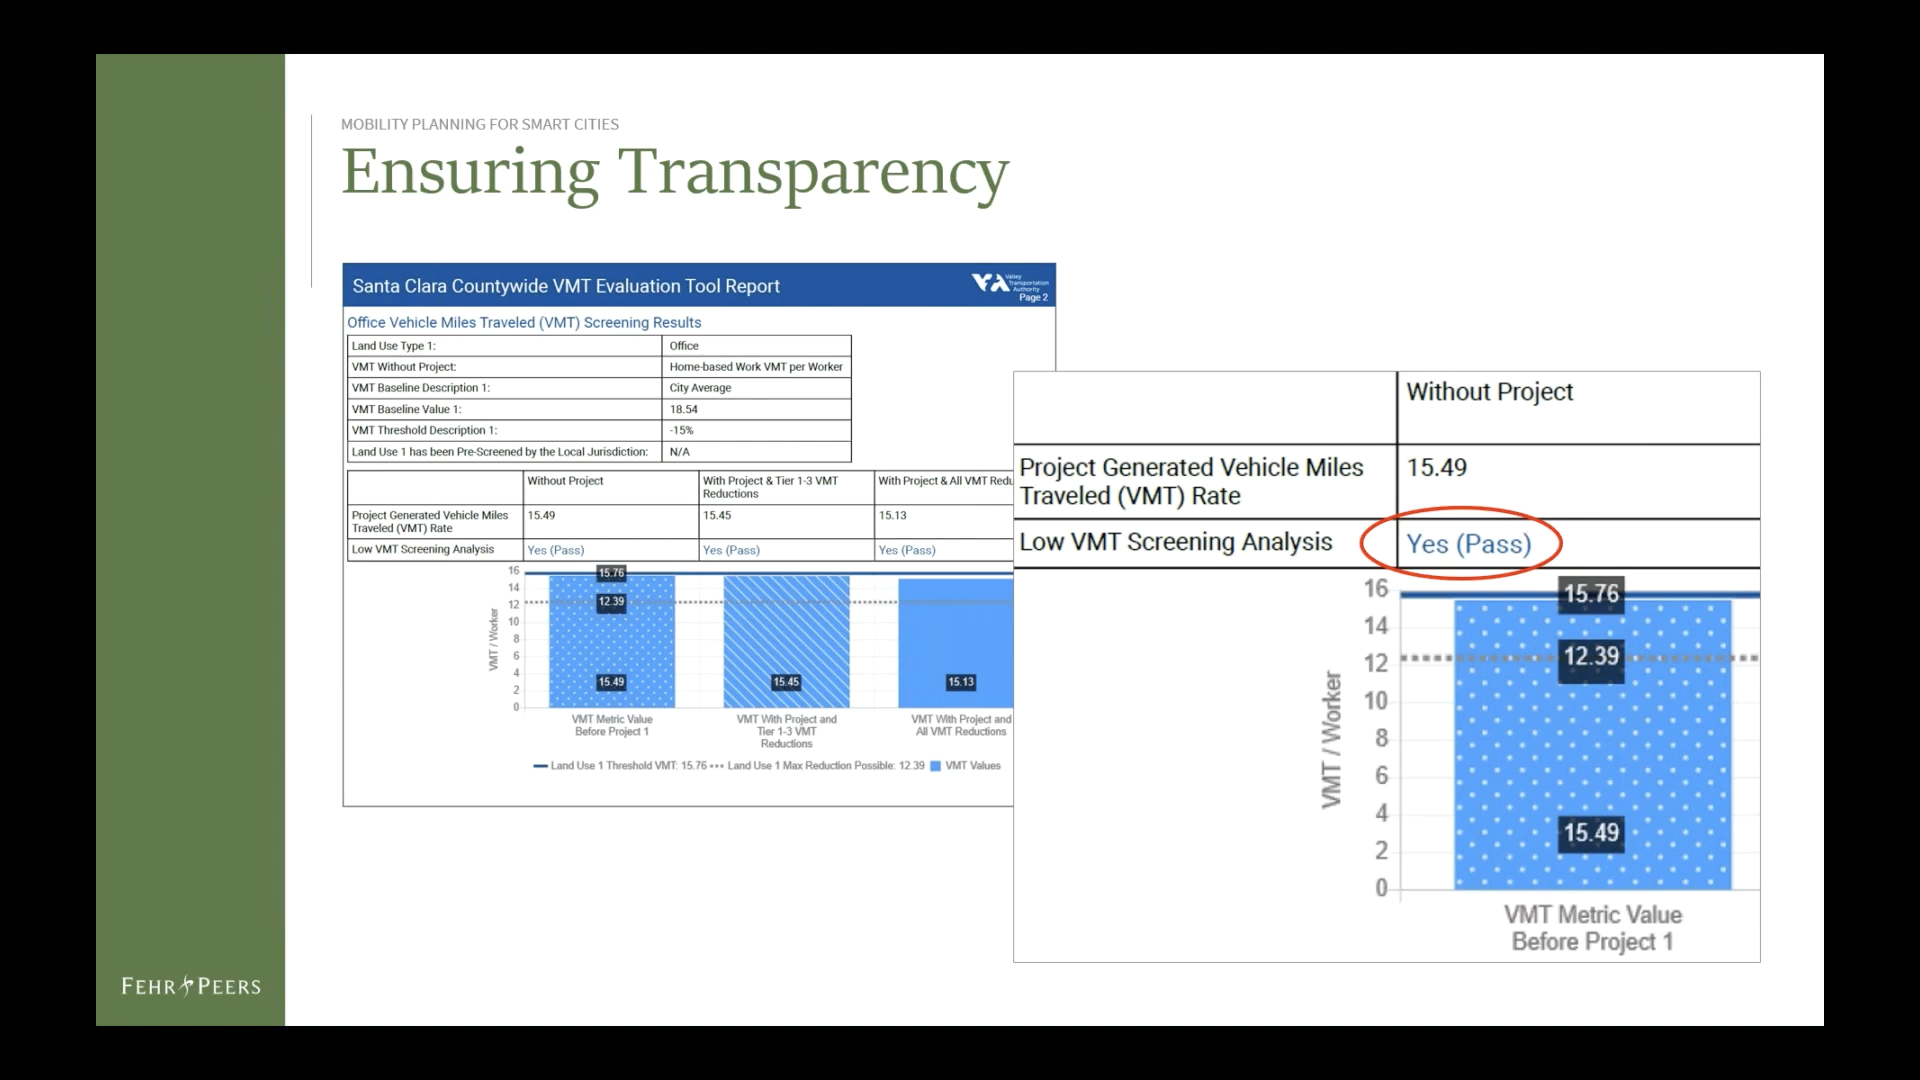 MOBILITY PLANNING FOR SMART CITIES
Ensuring Transparency
Santa Clara Countywide VMT Evaluation Tool Report
Valley
Transportation
Authority
Page 2
Office Vehicle Miles Traveled (VMT) Screening Results
Land Use Type 1: Office
VMT Without Project: Home-based Work VMT per Worker
VMT Baseline Description 1: City Average
VMT Baseline Value 1: 18.54
VMT Threshold Description 1: -15%
Land Use 1 has been Pre-Screened by the Local Jurisdiction: N/A
Without Project With Project & Tier 1-3 VMT With Project & All VMT Redu
Reductions
Project Generated Vehicle Miles 15.49 15.45 15.13
Traveled (VMT) Rate
Low VMT Screening Analysis Yes (Pass) Yes (Pass) Yes (Pass)
16
14
12
10
8
6
4
2
0
VMT / Worker
15.76
12.39
15.49
15.45
15.13
VMT Metric Value VMT With Project and VMT With Project and
Before Project 1 Tier 1-3 VMT All VMT Reductions
Reductions
Land Use 1 Threshold VMT: 15.76 Land Use 1 Max Reduction Possible: 12.39 VMT Values
Without Project
Project Generated Vehicle Miles 15.49
Traveled (VMT) Rate
Low VMT Screening Analysis Yes (Pass)
16
14
12
10
8
6
4
2
0
VMT / Worker
15.76
12.39
15.49
VMT Metric Value
Before Project 1
FEHR PEERS